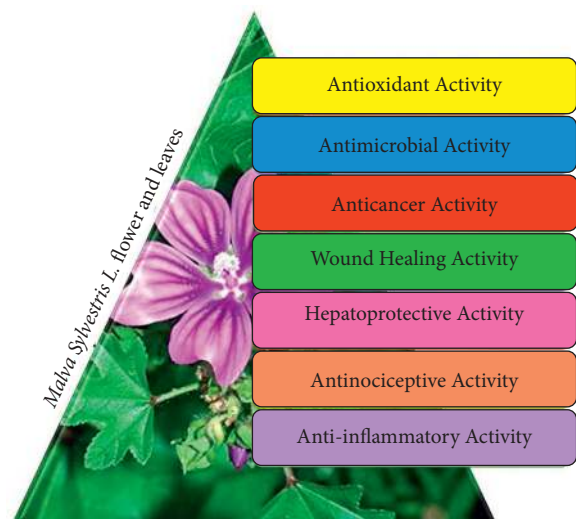 Malva Sylvestris L. flower and leaves
Antioxidant Activity
Antimicrobial Activity
Anticancer Activity
Wound Healing Activity
Hepatoprotective Activity
Antinociceptive Activity
Anti-inflammatory Activity